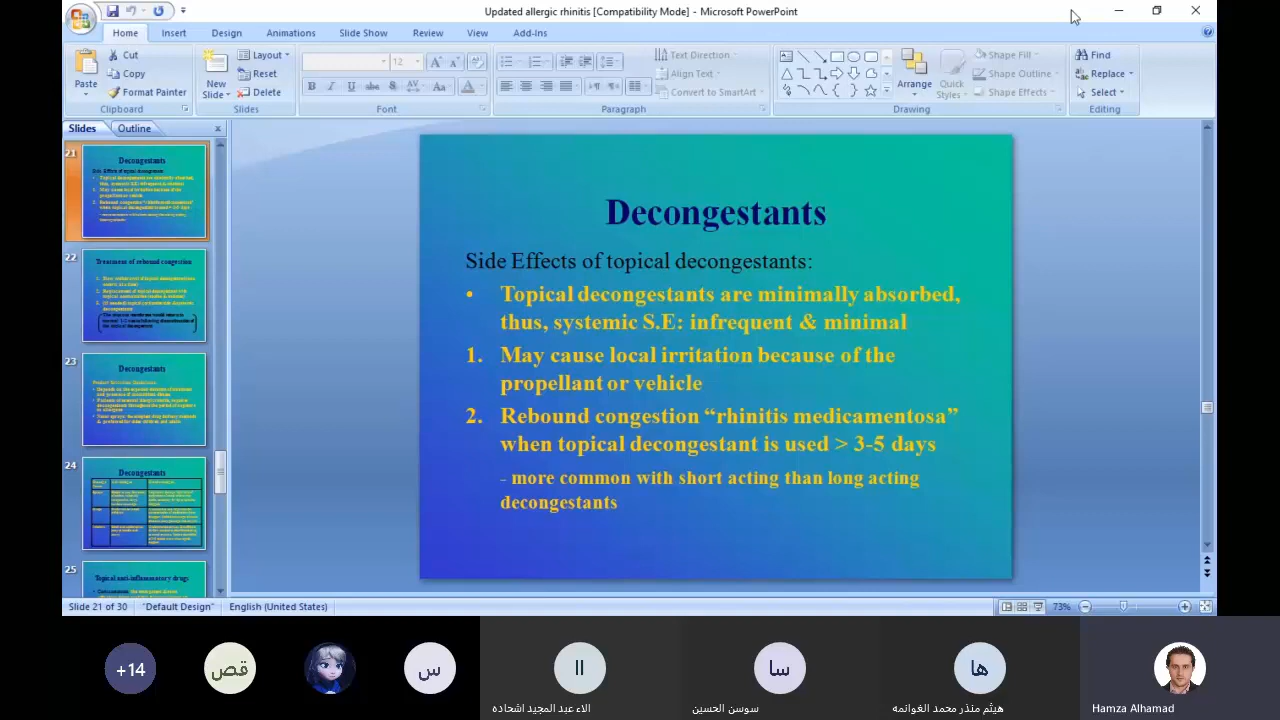 Updated allergic rhinitis [Compatibility Mode] - Microsoft PowerPoint
Home Insert Design Animations Slide Show Review View Add-Ins
Paste
Cut
Copy
Format Painter
New Slide
Layout
Reset
Delete
12
Text Direction
Align Text
Convert to SmartArt
Arrange
Quick Styles
Shape Fill
Shape Outline
Shape Effects
Find
Replace
Select
Clipboard Slides Font Paragraph Drawing Editing
Slides Outline
21
Decongestants
22
Treatment of rebound congestion
23
Decongestants
24
Decongestants
25
Topical anti-inflammatory drugs
Decongestants
Side Effects of topical decongestants:
• Topical decongestants are minimally absorbed,
thus, systemic S.E: infrequent & minimal
1. May cause local irritation because of the
propellant or vehicle
2. Rebound congestion “rhinitis medicamentosa”
when topical decongestant is used > 3-5 days
- more common with short acting than long acting
decongestants
Slide 21 of 30 "Default Design" English (United States) 73%
+14 قص س اا سا ها
الاء عبد المجيد اشحاده سوسن الحسين هيثم منذر محمد الغوانمه Hamza Alhamad